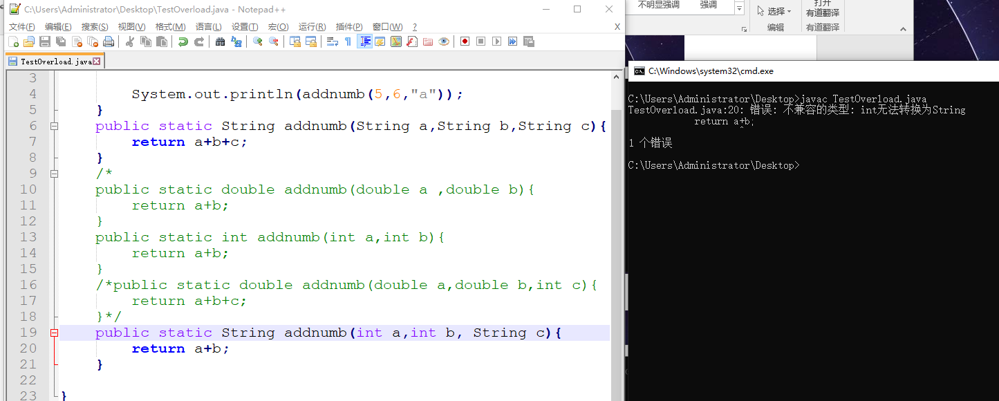 C:\Users\Administrator\Desktop\TestOverload.java - Notepad++
文件(F) 编辑(E) 搜索(S) 视图(V) 格式(M) 语言(L) 设置(T) 宏(O) 运行(R) 插件(P) 窗口(W) ? X
TestOverload.java
3
4 System.out.println(addnumb(5,6,"a"));
5 }
6 public static String addnumb(String a,String b,String c){
7 return a+b+c;
8 }
9 /*
10 public static double addnumb(double a ,double b){
11 return a+b;
12 }
13 public static int addnumb(int a,int b){
14 return a+b;
15 }
16 /*public static double addnumb(double a,double b,int c){
17 return a+b+c;
18 }*/
19 public static String addnumb(int a,int b, String c){
20 return a+b;
21 }
22
23 }
不明显强调 强调
选择
编辑
打开
有道翻译
有道翻译
C:\Windows\system32\cmd.exe
C:\Users\Administrator\Desktop>javac TestOverload.java
TestOverload.java:20: 错误: 不兼容的类型: int无法转换为String
return a+b;
^
1 个错误
C:\Users\Administrator\Desktop>